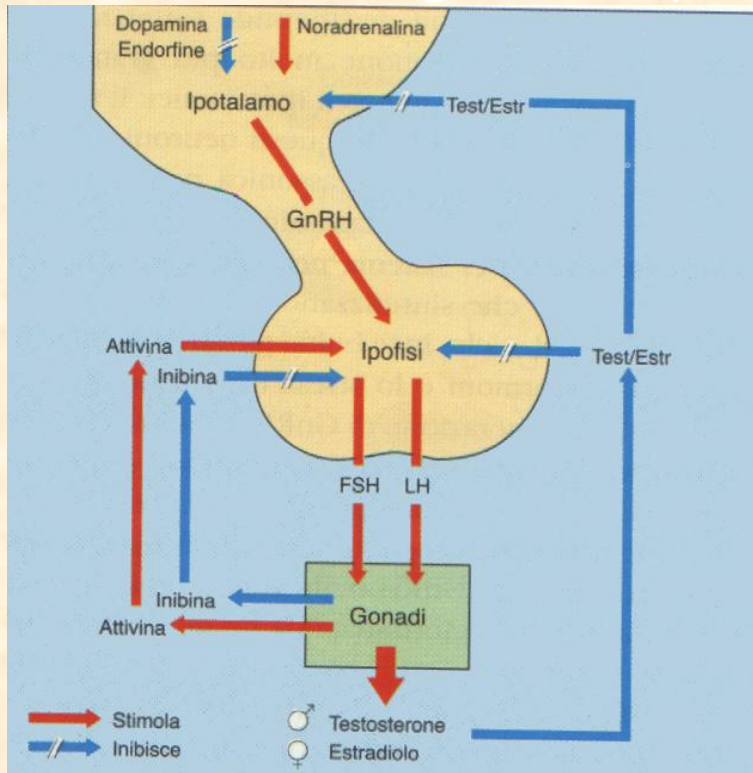 Dopamina
Endorfine
Noradrenalina
Ipotalamo
Test/Estr
GnRH
Attivina
Ipofisi
Test/Estr
Inibina
FSH
LH
Inibina
Gonadi
Attivina
Stimola
Testosterone
Inibisce
Estradiolo